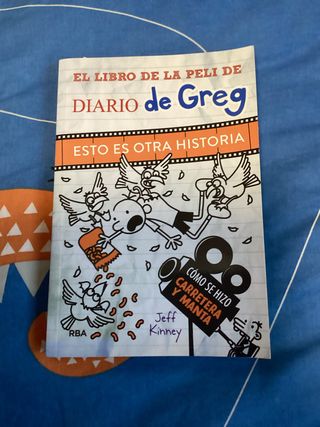 EL LIBRO DE LA PELI DE
DIARIO de Greg
ESTO ES OTRA HISTORIA
CÓMO SE HIZO
CARRETERA
Y MANTA
Jeff
Kinney
RBA